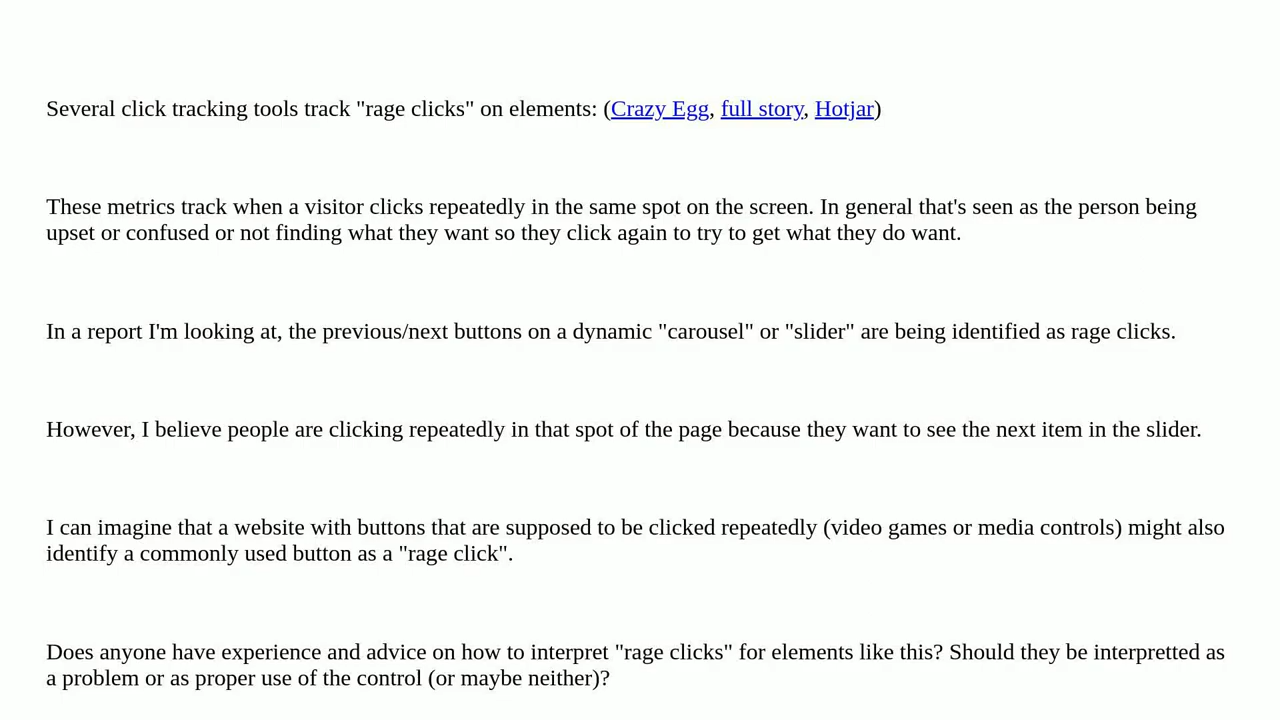 Several click tracking tools track "rage clicks" on elements: (Crazy Egg, full story, Hotjar)
These metrics track when a visitor clicks repeatedly in the same spot on the screen. In general that's seen as the person being
upset or confused or not finding what they want so they click again to try to get what they do want.
In a report I'm looking at, the previous/next buttons on a dynamic "carousel" or "slider" are being identified as rage clicks.
However, I believe people are clicking repeatedly in that spot of the page because they want to see the next item in the slider.
I can imagine that a website with buttons that are supposed to be clicked repeatedly (video games or media controls) might also
identify a commonly used button as a "rage click".
Does anyone have experience and advice on how to interpret "rage clicks" for elements like this? Should they be interpretted as
a problem or as proper use of the control (or maybe neither)?